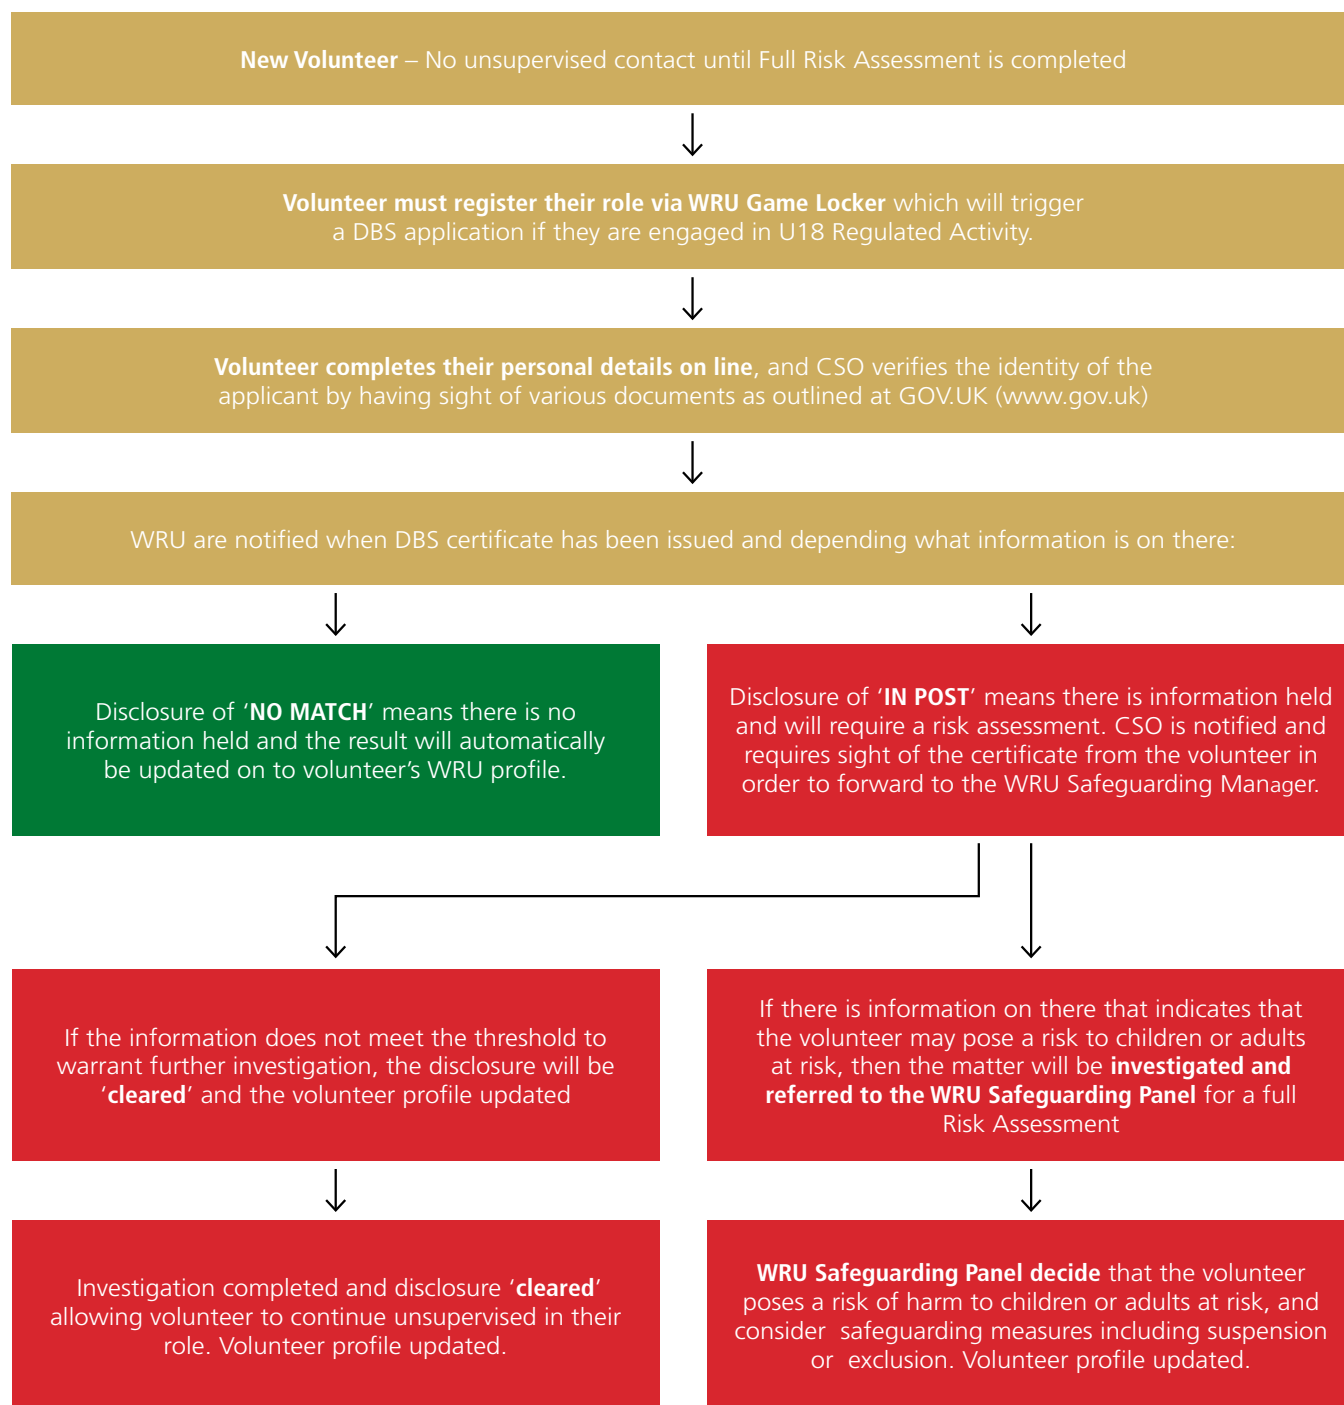 New Volunteer – No unsupervised contact until Full Risk Assessment is completed
Volunteer must register their role via WRU Game Locker which will trigger
a DBS application if they are engaged in U18 Regulated Activity.
Volunteer completes their personal details on line, and CSO verifies the identity of the
applicant by having sight of various documents as outlined at GOV.UK (www.gov.uk)
WRU are notified when DBS certificate has been issued and depending what information is on there:
Disclosure of ‘NO MATCH’ means there is no
information held and the result will automatically
be updated on to volunteer’s WRU profile.
Disclosure of ‘IN POST’ means there is information held
and will require a risk assessment. CSO is notified and
requires sight of the certificate from the volunteer in
order to forward to the WRU Safeguarding Manager.
If the information does not meet the threshold to
warrant further investigation, the disclosure will be
‘cleared’ and the volunteer profile updated
If there is information on there that indicates that
the volunteer may pose a risk to children or adults
at risk, then the matter will be investigated and
referred to the WRU Safeguarding Panel for a full
Risk Assessment
Investigation completed and disclosure ‘cleared’
allowing volunteer to continue unsupervised in their
role. Volunteer profile updated.
WRU Safeguarding Panel decide that the volunteer
poses a risk of harm to children or adults at risk, and
consider safeguarding measures including suspension
or exclusion. Volunteer profile updated.